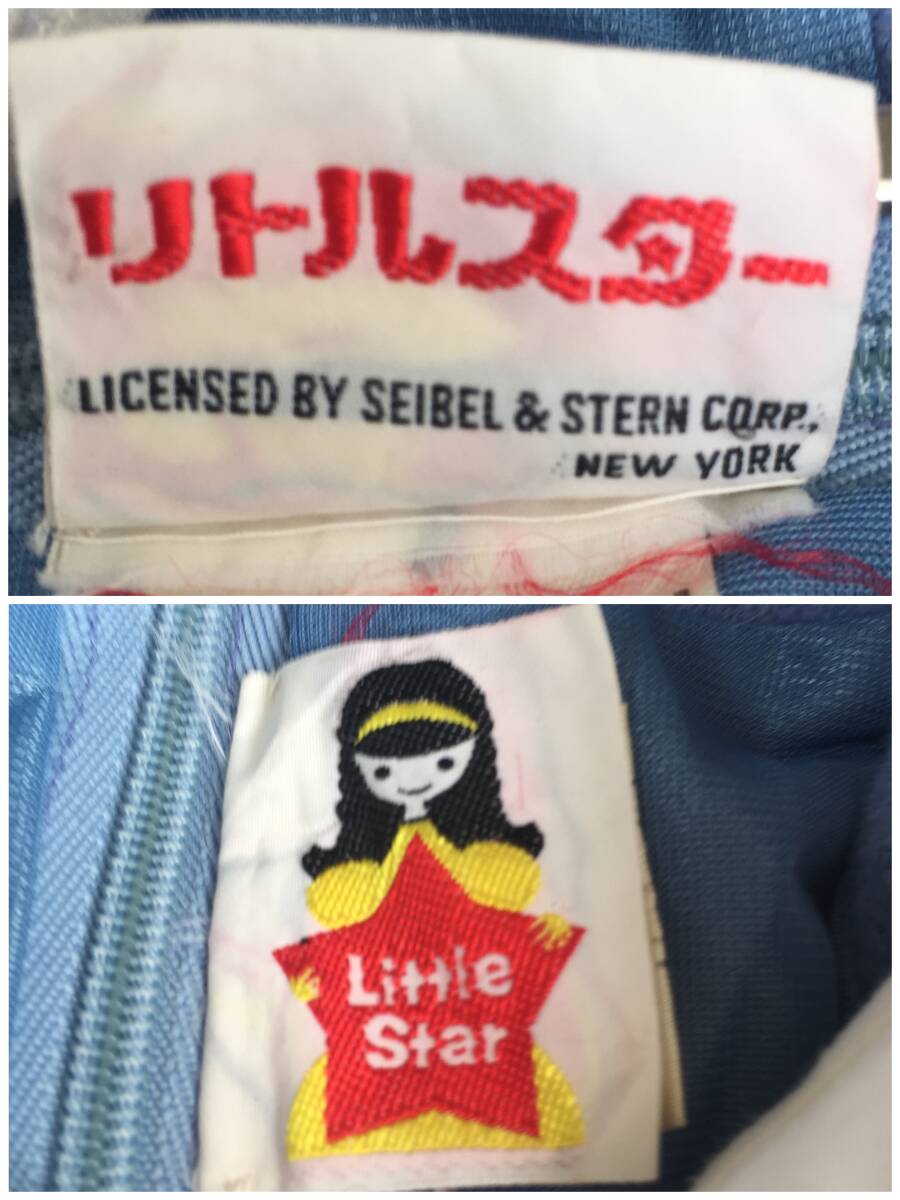 リトルスター
LICENSED BY SEIBEL & STERN CORP.,
NEW YORK
Little
Star